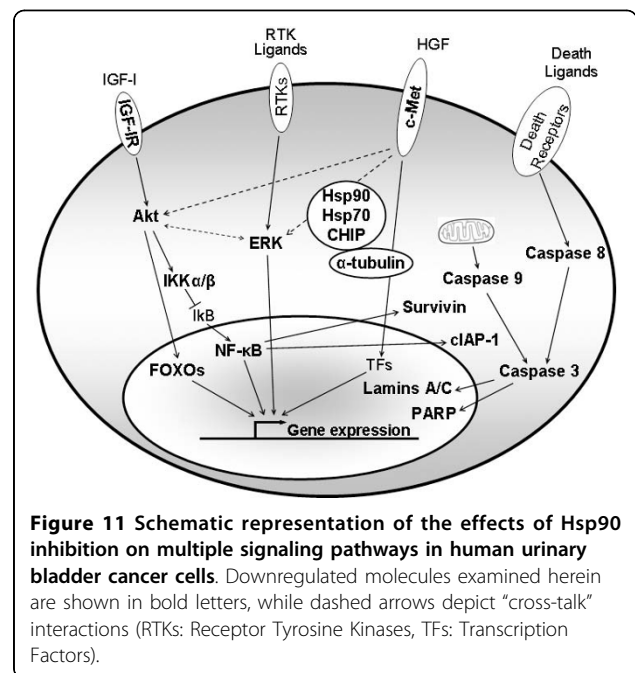 RTK
Ligands
HGF
Death
Ligands
IGF-I
IGF-IR
RTKs
c-Met
Death
Receptors
Akt
ERK
Hsp90
Hsp70
CHIP
α-tubulin
Caspase 8
Caspase 9
IKKα/β
IkB
Survivin
NF-κB
cIAP-1
FOXOs
TFs
Caspase 3
Lamins A/C
PARP
Gene expression
Figure 11 Schematic representation of the effects of Hsp90
inhibition on multiple signaling pathways in human urinary
bladder cancer cells. Downregulated molecules examined herein
are shown in bold letters, while dashed arrows depict “cross-talk”
interactions (RTKs: Receptor Tyrosine Kinases, TFs: Transcription
Factors).